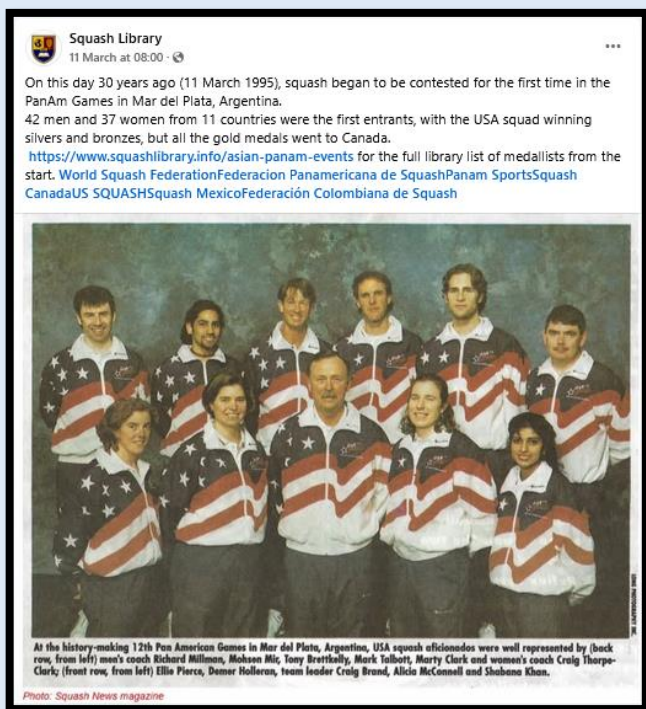 Squash Library
11 March at 08:00 ·
On this day 30 years ago (11 March 1995), squash began to be contested for the first time in the
PanAm Games in Mar del Plata, Argentina.
42 men and 37 women from 11 countries were the first entrants, with the USA squad winning
silvers and bronzes, but all the gold medals went to Canada.
https://www.squashlibrary.info/asian-panam-events for the full library list of medallists from the
start. World Squash FederationFederacion Panamericana de SquashPanam SportsSquash
CanadaUS SQUASHSquash MexicoFederación Colombiana de Squash
LONG PHOTOGRAPHY INC.
At the history-making 12th Pan American Games in Mar del Plata, Argentina, USA squash aficionados were well represented by (back
row, from left) men's coach Richard Millman, Mohsen Mir, Tony Brettkelly, Mark Talbott, Marty Clark and women's coach Craig Thorpe-
Clark; (front row, from left) Ellie Pierce, Demer Holleran, team leader Craig Brand, Alicia McConnell and Shabana Khan.
Photo: Squash News magazine